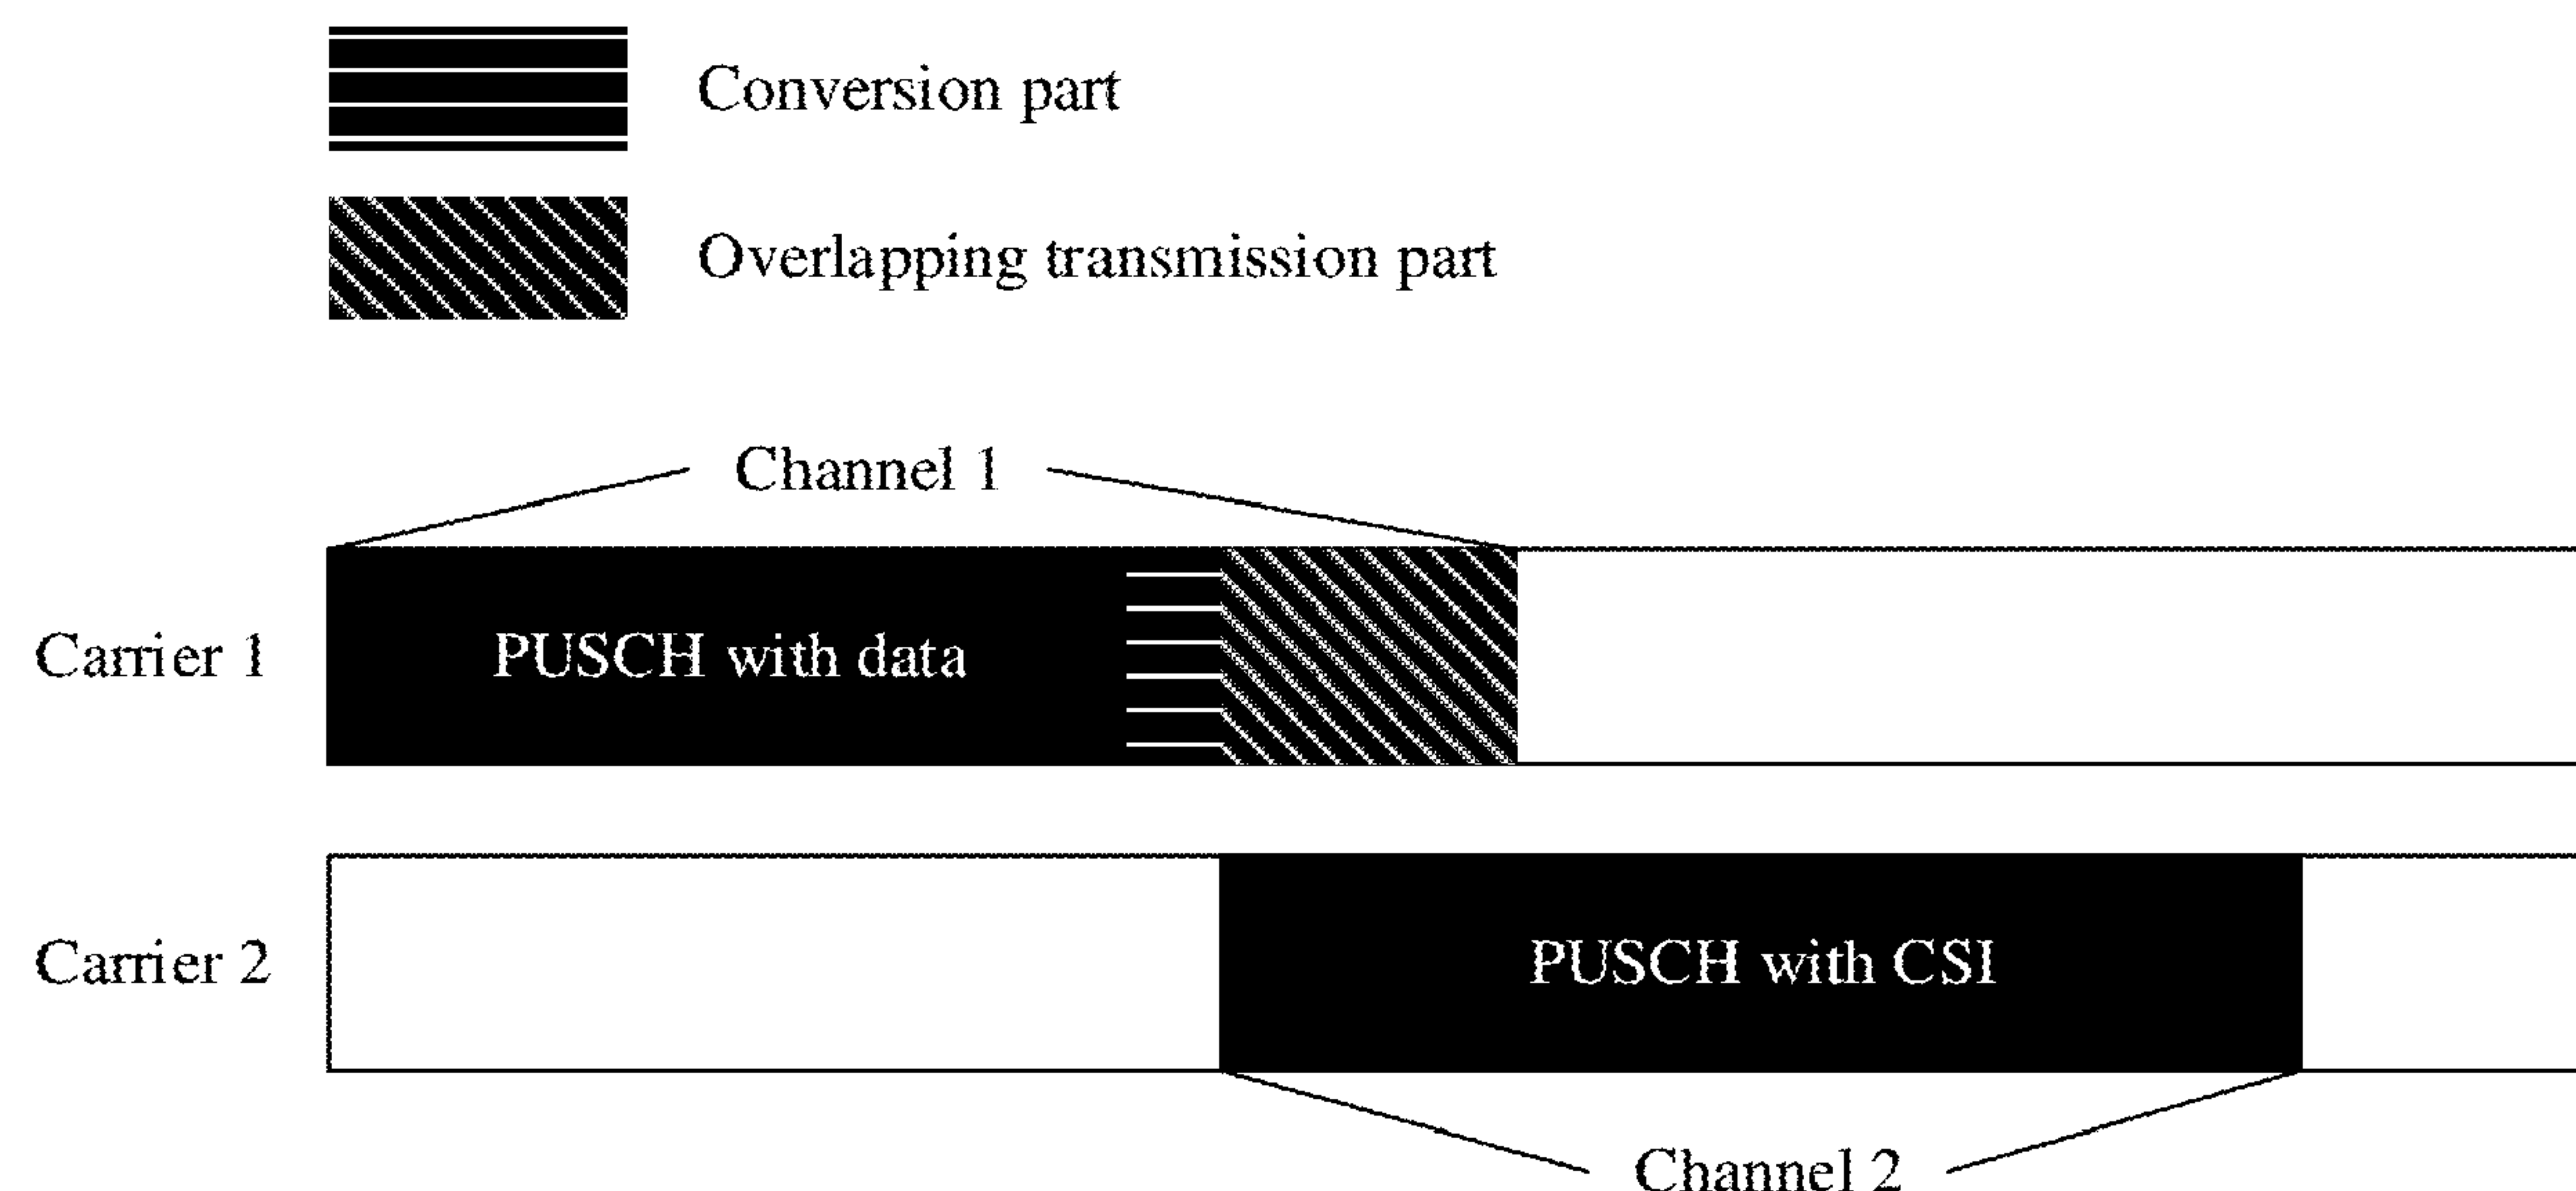 Conversion part
Overlapping transmission part
Channel 1
Carrier 1
PUSCH with data
Carrier 2
PUSCH with CSI
Channel 2